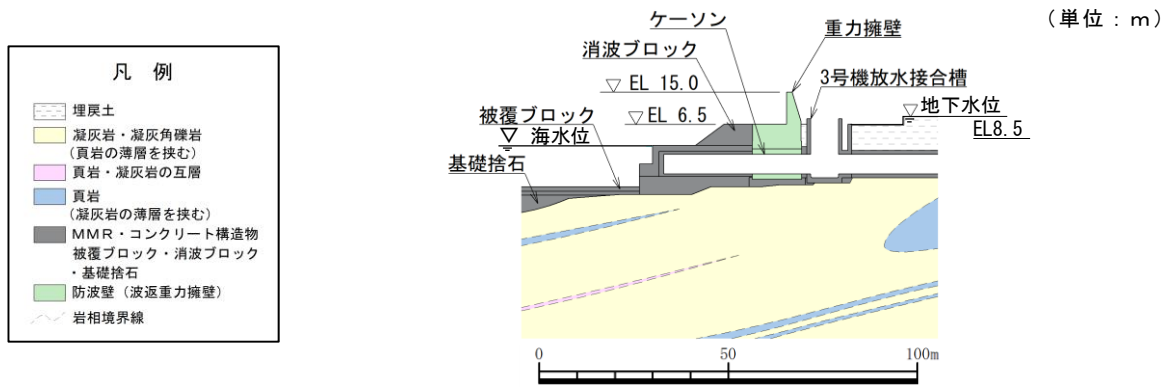 (単位:m)
凡 例
埋戻土
凝灰岩・凝灰角礫岩
(頁岩の薄層を挟む)
頁岩・凝灰岩の互層
頁岩
(凝灰岩の薄層を挟む)
MMR・コンクリート構造物
被覆ブロック・消波ブロック
・基礎捨石
防波壁(波返重力擁壁)
岩相境界線
ケーソン
重力擁壁
消波ブロック
3号機放水接合槽
EL 15.0
地下水位
被覆ブロック
EL 6.5
EL8.5
海水位
基礎捨石
0
50
100m